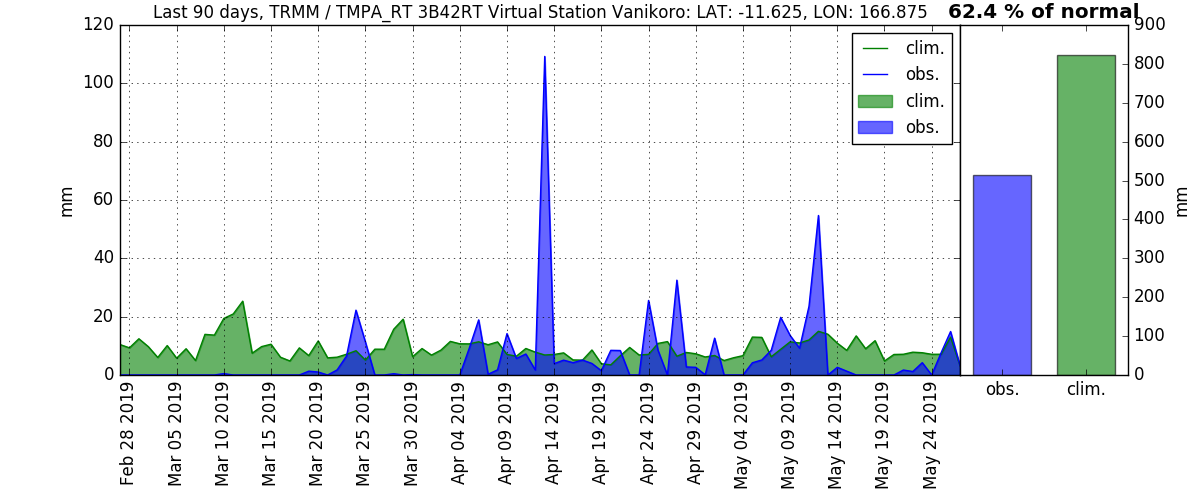 Last 90 days, TRMM / TMPA_RT 3B42RT Virtual Station Vanikoro: LAT: -11.625, LON: 166.875
62.4 % of normal
120
100
80
60
40
20
0
mm
clim.
obs.
clim.
obs.
900
800
700
600
500
400
300
200
100
0
mm
Feb 28 2019
Mar 05 2019
Mar 10 2019
Mar 15 2019
Mar 20 2019
Mar 25 2019
Mar 30 2019
Apr 04 2019
Apr 09 2019
Apr 14 2019
Apr 19 2019
Apr 24 2019
Apr 29 2019
May 04 2019
May 09 2019
May 14 2019
May 19 2019
May 24 2019
obs.
clim.